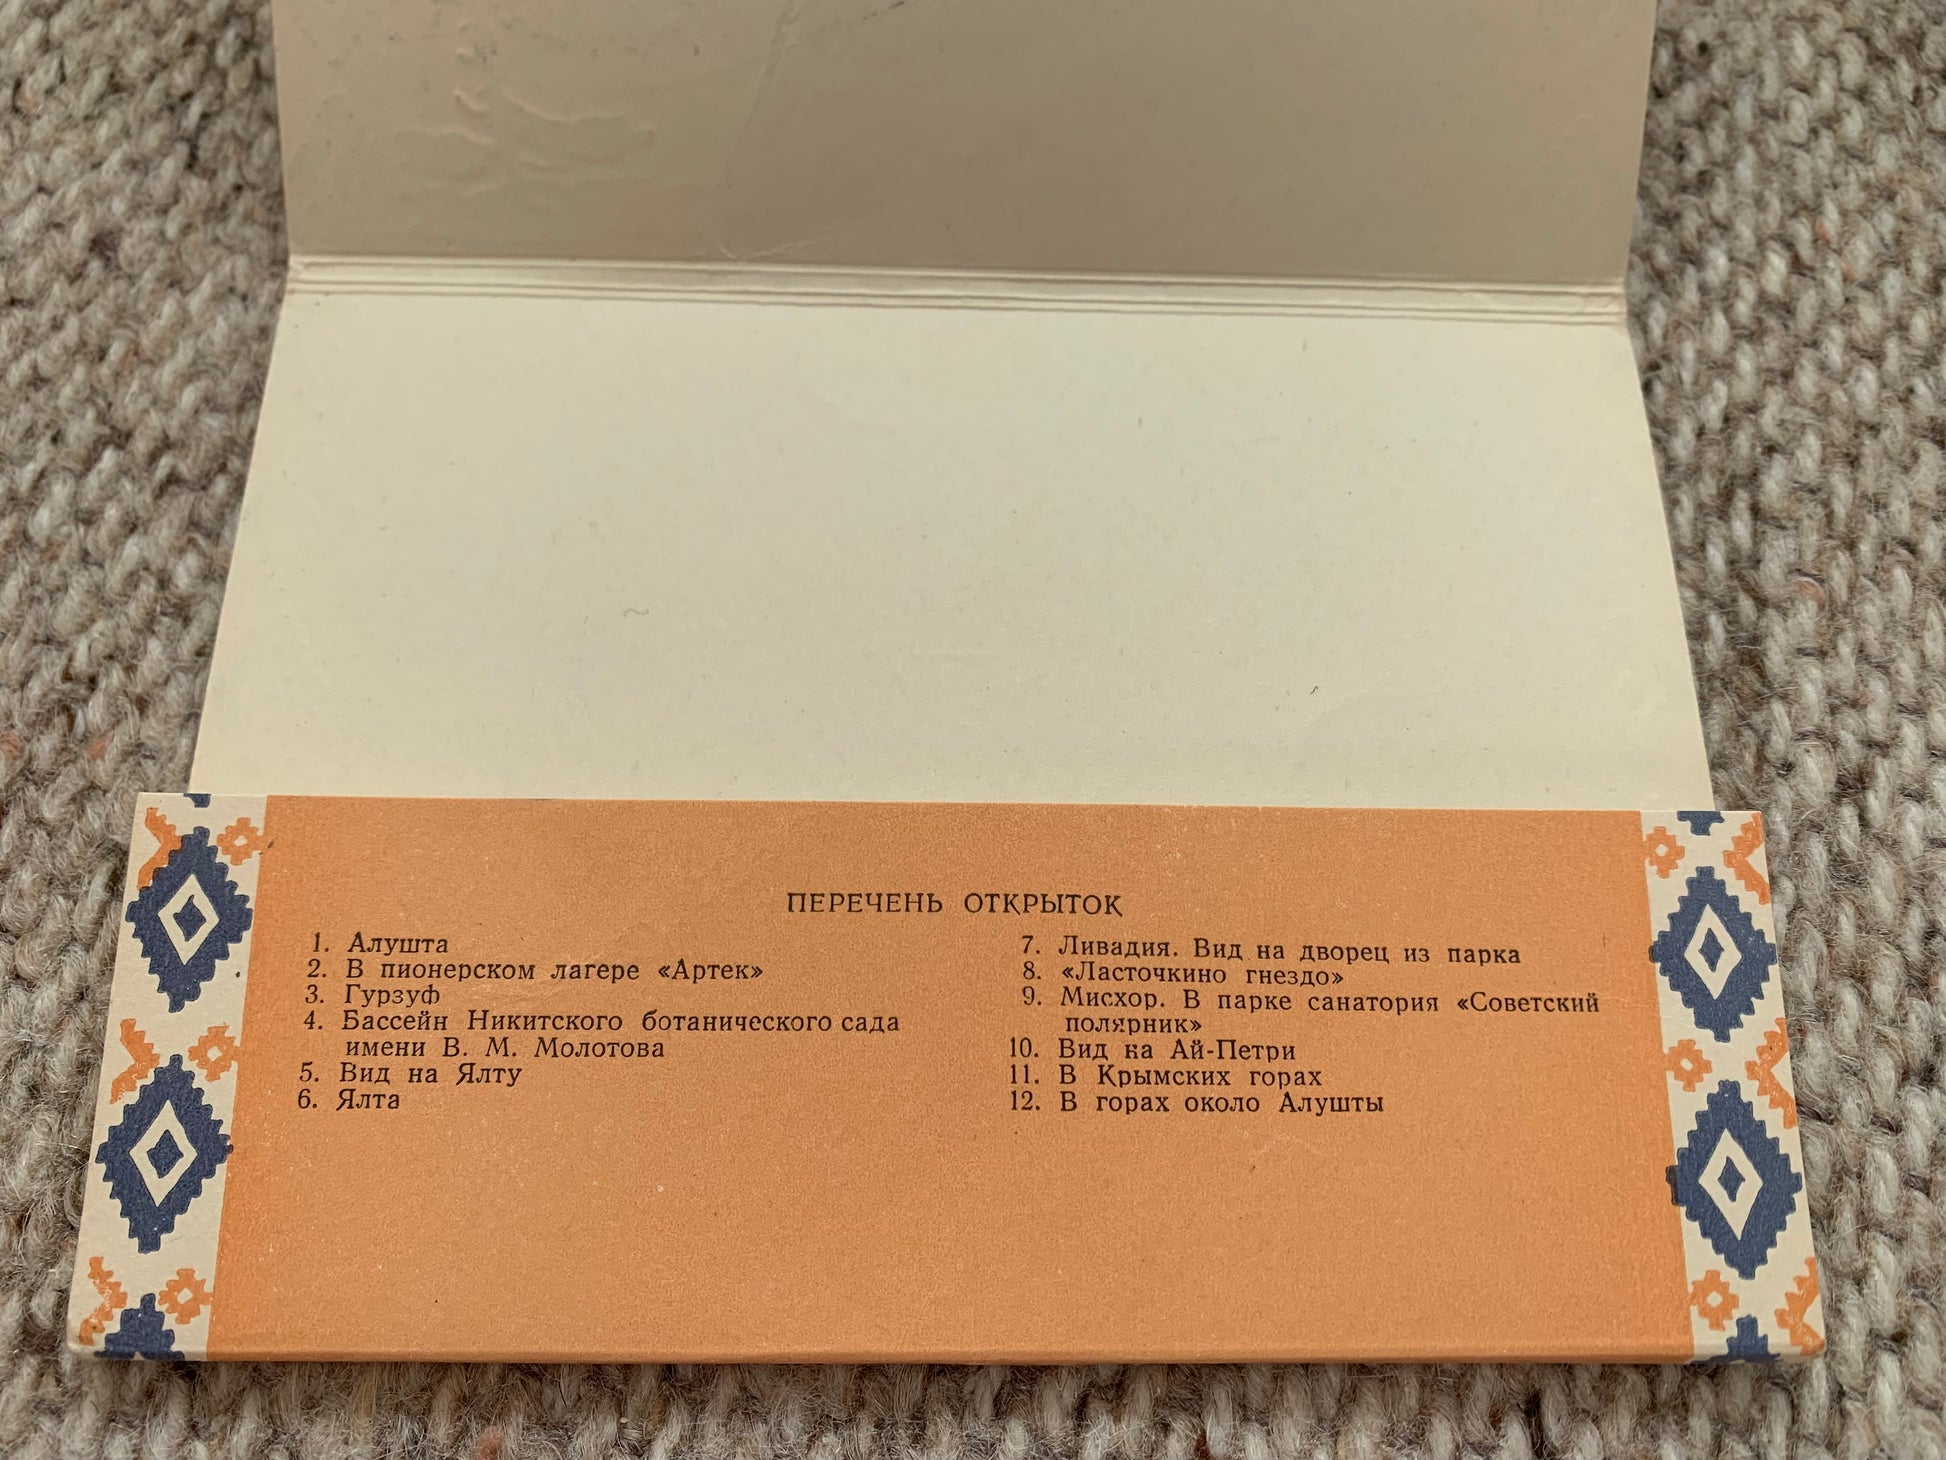 ПЕРЕЧЕНЬ ОТКРЫТОК
1. Алушта
2. В пионерском лагере «Артек»
3. Гурзуф
4. Бассейн Никитского ботанического сада
имени В. М. Молотова
5. Вид на Ялту
6. Ялта
7. Ливадия. Вид на дворец из парка
8. «Ласточкино гнездо»
9. Мисхор. В парке санатория «Советский
полярник»
10. Вид на Ай-Петри
11. В Крымских горах
12. В горах около Алушты